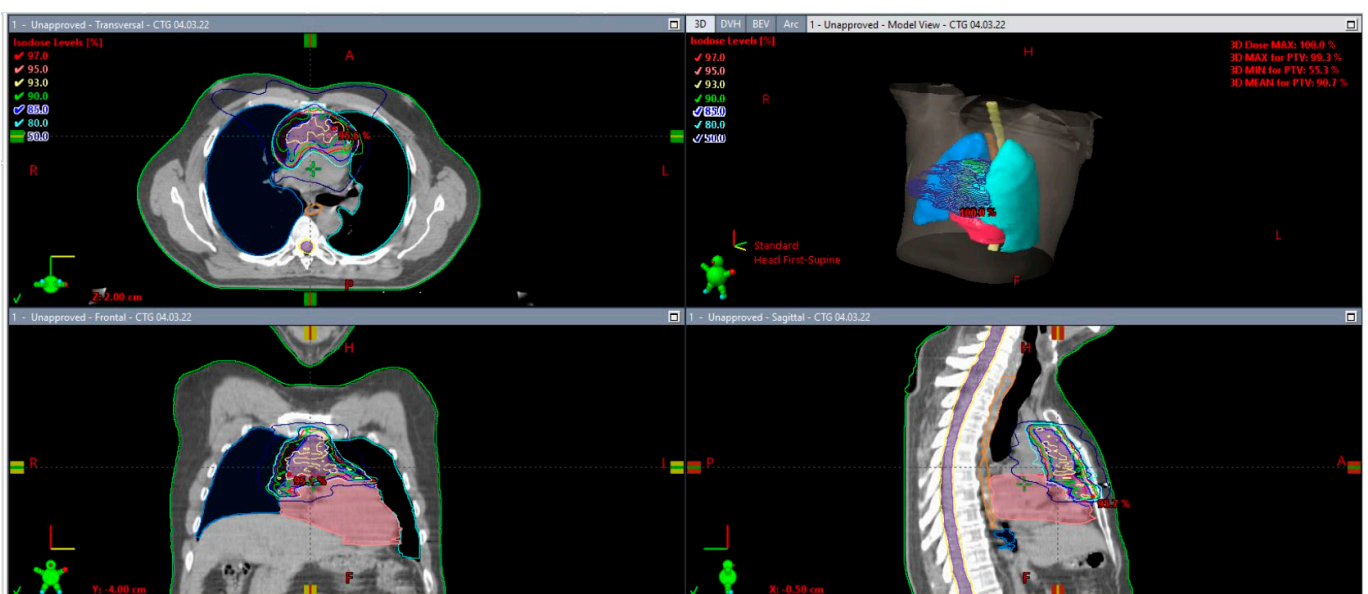 1 - Unapproved - Transversal - CTG 04.03.22
Isodose Levels [%]
97.0
95.0
93.0
90.0
85.0
80.0
50.0
A
R
L
P
Z: 2.00 cm
3D DVH BEV Arc 1 - Unapproved - Model View - CTG 04.03.22
Isodose Levels [%]
97.0
95.0
93.0
90.0
85.0
80.0
50.0
H
R
L
F
3D Dose MAX: 100.0 %
3D MAX for PTV: 99.3 %
3D MIN for PTV: 55.3 %
3D MEAN for PTV: 90.7 %
100.0 %
Standard
Head First-Supine
1 - Unapproved - Frontal - CTG 04.03.22
H
R
L
F
Y: -4.00 cm
1 - Unapproved - Sagittal - CTG 04.03.22
H
P
A
F
X: -0.50 cm